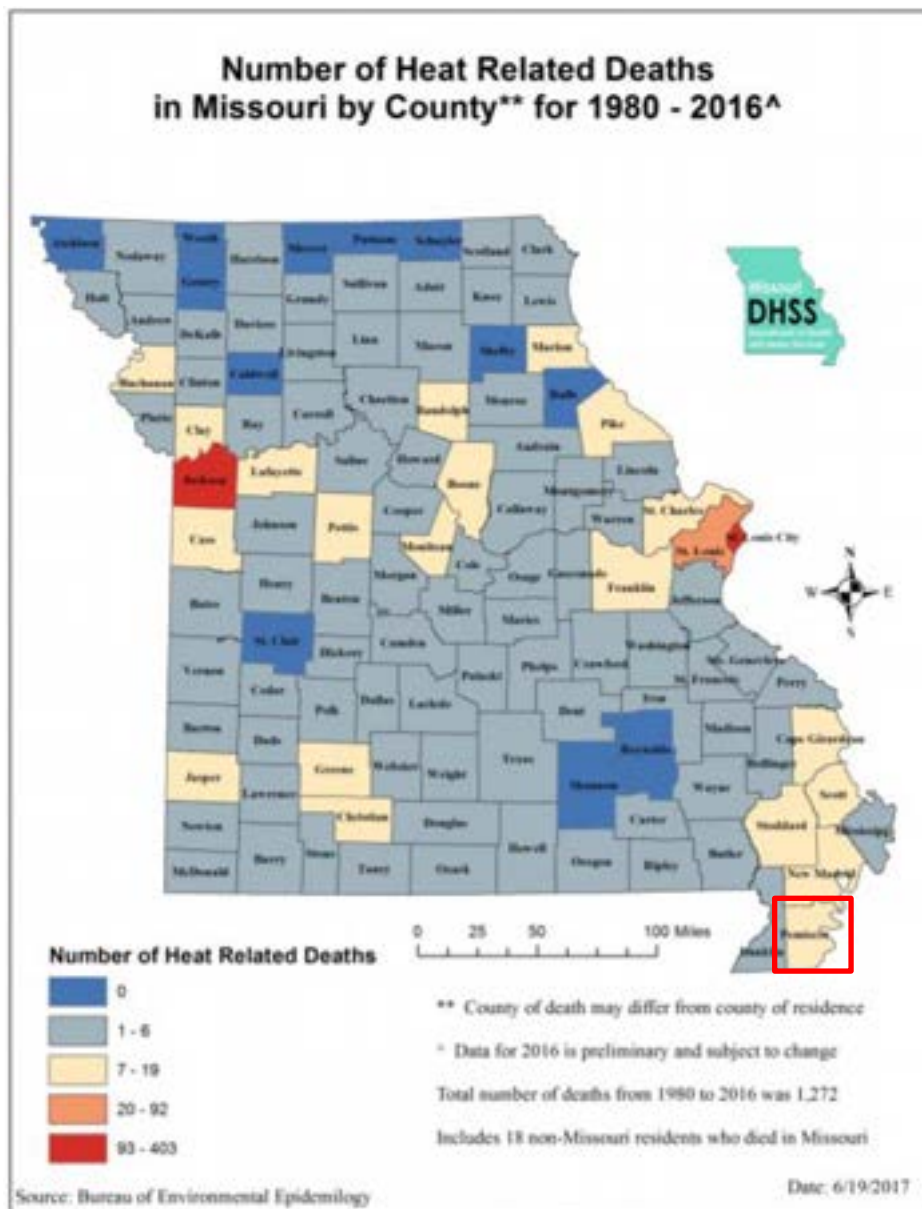 Number of Heat Related Deaths
in Missouri by County** for 1980 - 2016^
Atchison Nodaway Worth Harrison Mercer Putnam Schuyler Scotland Clark
Gentry Sullivan Adair Knox Lewis
Holt Andrew DeKalb Daviess Grundy
Livingston Linn Macon Shelby Marion
Buchanan Clinton Caldwell Chariton Randolph Monroe Ralls
Platte Clay Ray Carroll Pike
Jackson Lafayette Saline Howard Boone Audrain Lincoln
Montgomery Callaway Warren St. Charles
Cass Johnson Pettis Cooper Moniteau Cole Osage Gasconade Franklin St. Louis St. Louis City
Bates Henry Benton Morgan Miller Maries Jefferson
St. Clair Hickory Camden Pulaski Phelps Crawford Washington St. Francois Ste. Genevieve Perry
Vernon Cedar Polk Dallas Laclede Dent Iron Madison
Barton Dade Greene Webster Wright Texas Shannon Reynolds Wayne Bollinger Cape Girardeau
Jasper Lawrence Christian Douglas Carter Stoddard Scott
Newton Stone Howell Mississippi
McDonald Barry Taney Ozark Oregon Ripley Butler New Madrid
Dunklin Pemiscot
Missouri
DHSS
N
W E
S
0 25 50 100 Miles
Number of Heat Related Deaths
0
1 - 6
7 - 19
20 - 92
93 - 403
** County of death may differ from county of residence
^ Data for 2016 is preliminary and subject to change
Total number of deaths from 1980 to 2016 was 1,272
Includes 18 non-Missouri residents who died in Missouri
Source: Bureau of Environmental Epidemilogy
Date: 6/19/2017